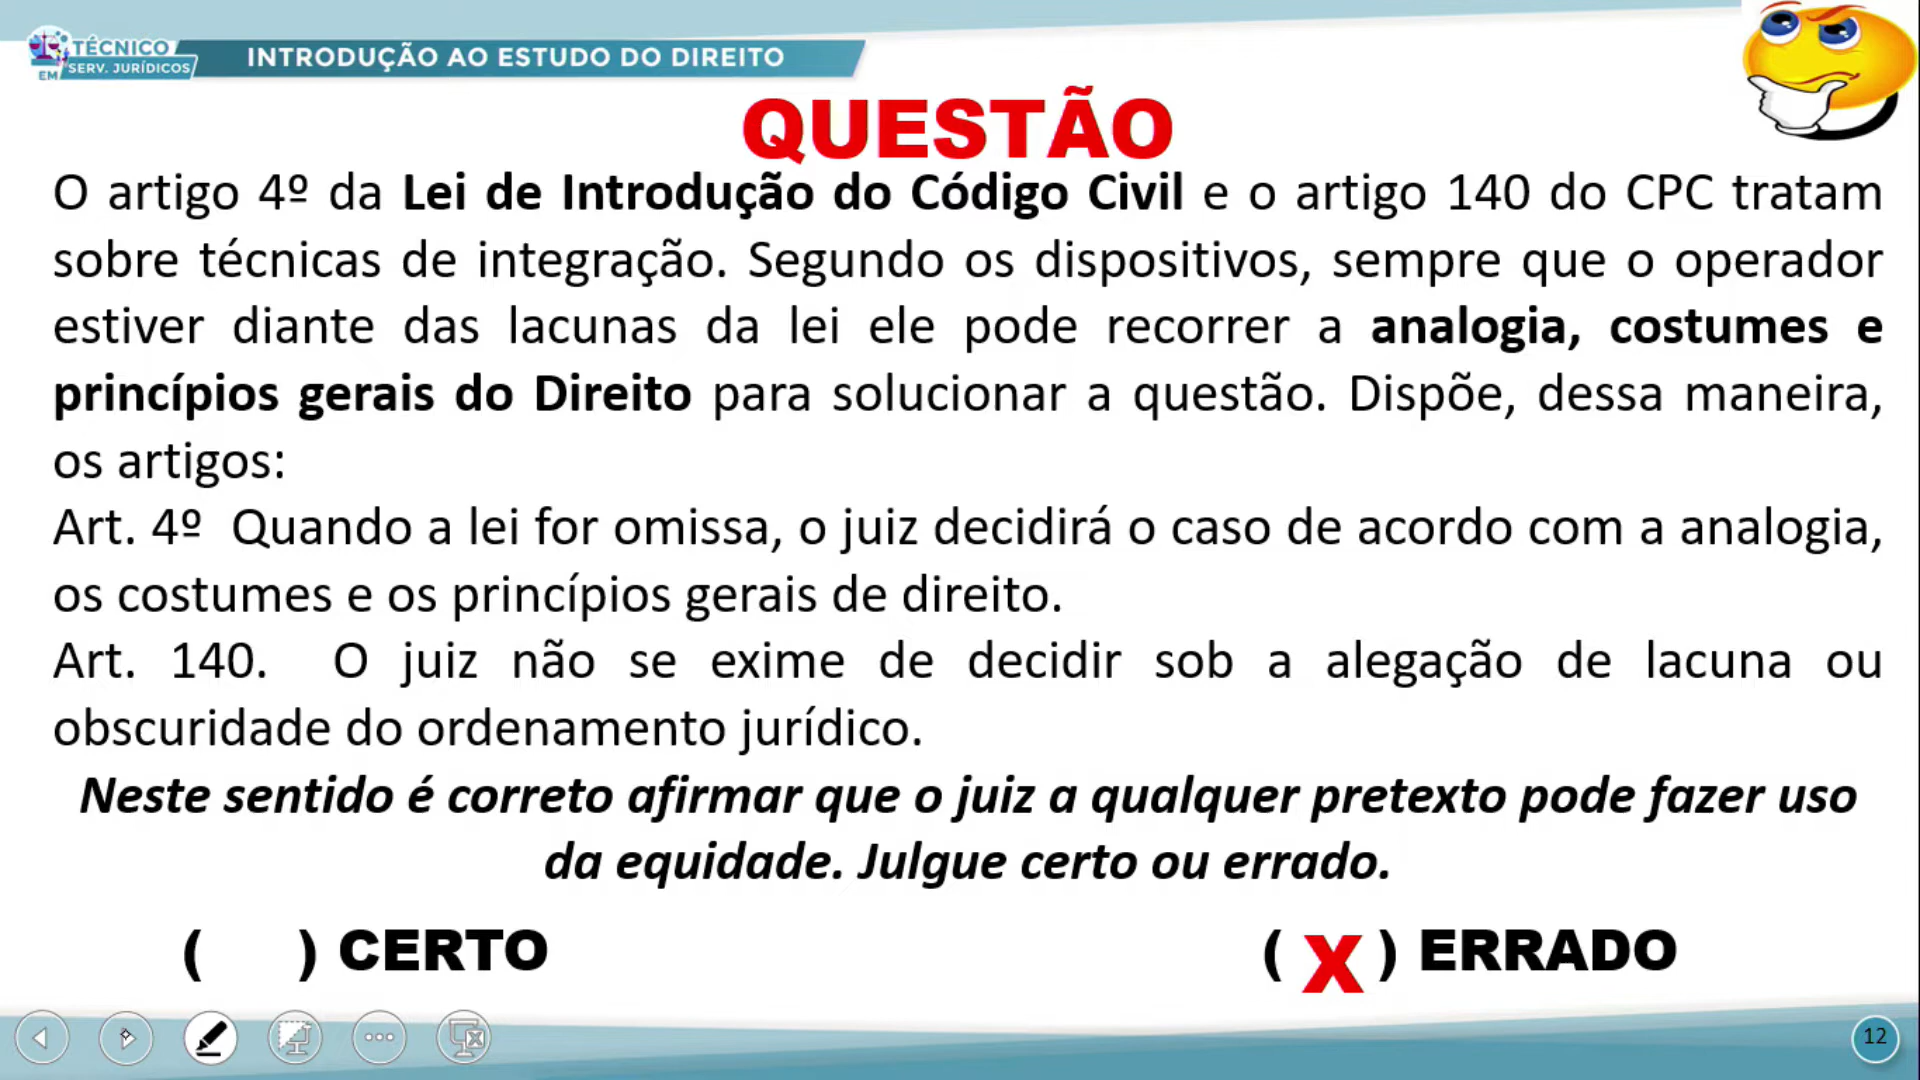 TÉCNICO
EM SERV. JURÍDICOS
INTRODUÇÃO AO ESTUDO DO DIREITO
QUESTÃO
O artigo 4º da Lei de Introdução do Código Civil e o artigo 140 do CPC tratam
sobre técnicas de integração. Segundo os dispositivos, sempre que o operador
estiver diante das lacunas da lei ele pode recorrer a analogia, costumes e
princípios gerais do Direito para solucionar a questão. Dispõe, dessa maneira,
os artigos:
Art. 4º Quando a lei for omissa, o juiz decidirá o caso de acordo com a analogia,
os costumes e os princípios gerais de direito.
Art. 140. O juiz não se exime de decidir sob a alegação de lacuna ou
obscuridade do ordenamento jurídico.
Neste sentido é correto afirmar que o juiz a qualquer pretexto pode fazer uso
da equidade. Julgue certo ou errado.
( ) CERTO
( X ) ERRADO
12